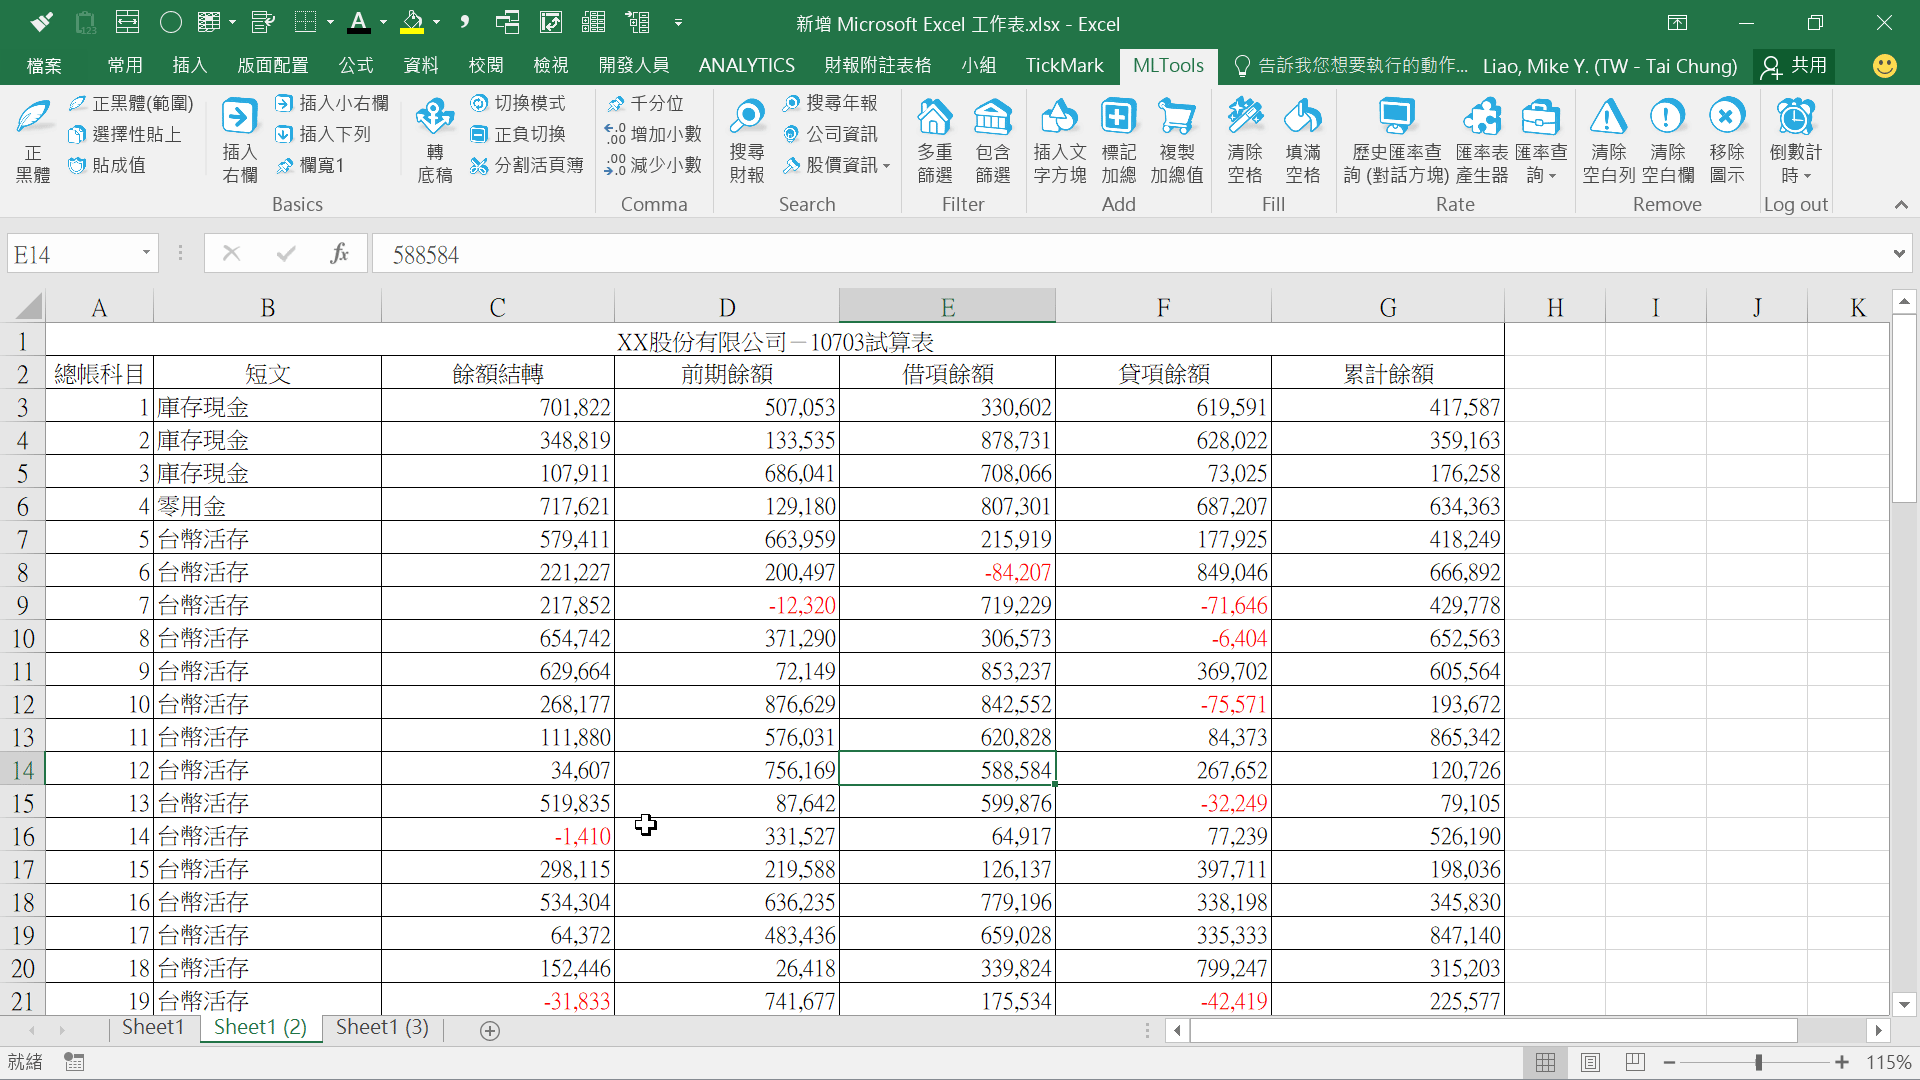 新增 Microsoft Excel 工作表.xlsx - Excel
檔案 常用 插入 版面配置 公式 資料 校閱 檢視 開發人員 ANALYTICS 財報附註表格 小組 TickMark MLTools 告訴我您想要執行的動作... Liao, Mike Y. (TW - Tai Chung) 共用
正
黑體
正黑體(範圍)
選擇性貼上
貼成值
插入
右欄
插入小右欄
插入下列
欄寬1
轉
底稿
切換模式
正負切換
分割活頁簿
Basics
千分位
增加小數
減少小數
Comma
搜尋
財報
搜尋年報
公司資訊
股價資訊
Search
多重
篩選
包含
篩選
Filter
插入文
字方塊
標記
加總
複製
加總值
Add
清除
空格
填滿
空格
Fill
歷史匯率查
詢 (對話方塊)
匯率表
產生器
匯率查
詢
Rate
清除
空白列
清除
空白欄
移除
圖示
Remove
倒數計
時
Log out
E14 fx 588584
A B C D E F G H I J K
1 XX股份有限公司－10703試算表
2 總帳科目 短文 餘額結轉 前期餘額 借項餘額 貸項餘額 累計餘額
3 1 庫存現金 701,822 507,053 330,602 619,591 417,587
4 2 庫存現金 348,819 133,535 878,731 628,022 359,163
5 3 庫存現金 107,911 686,041 708,066 73,025 176,258
6 4 零用金 717,621 129,180 807,301 687,207 634,363
7 5 台幣活存 579,411 663,959 215,919 177,925 418,249
8 6 台幣活存 221,227 200,497 -84,207 849,046 666,892
9 7 台幣活存 217,852 -12,320 719,229 -71,646 429,778
10 8 台幣活存 654,742 371,290 306,573 -6,404 652,563
11 9 台幣活存 629,664 72,149 853,237 369,702 605,564
12 10 台幣活存 268,177 876,629 842,552 -75,571 193,672
13 11 台幣活存 111,880 576,031 620,828 84,373 865,342
14 12 台幣活存 34,607 756,169 588,584 267,652 120,726
15 13 台幣活存 519,835 87,642 599,876 -32,249 79,105
16 14 台幣活存 -1,410 331,527 64,917 77,239 526,190
17 15 台幣活存 298,115 219,588 126,137 397,711 198,036
18 16 台幣活存 534,304 636,235 779,196 338,198 345,830
19 17 台幣活存 64,372 483,436 659,028 335,333 847,140
20 18 台幣活存 152,446 26,418 339,824 799,247 315,203
21 19 台幣活存 -31,833 741,677 175,534 -42,419 225,577
Sheet1 Sheet1 (2) Sheet1 (3)
就緒 115%